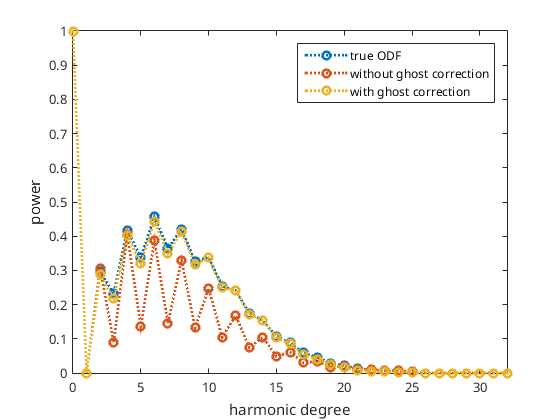 true ODF
without ghost correction
with ghost correction
1
0.9
0.8
0.7
0.6
0.5
0.4
0.3
0.2
0.1
0
power
0 5 10 15 20 25 30
harmonic degree